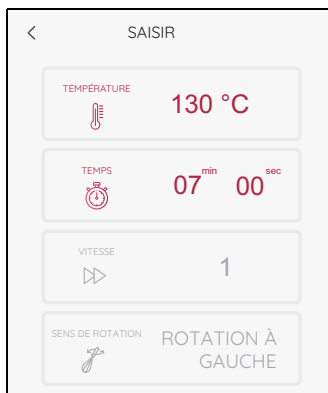 SAISIR
TEMPÉRATURE
130 °C
TEMPS
07 min 00 sec
VITESSE
1
SENS DE ROTATION
ROTATION À
GAUCHE